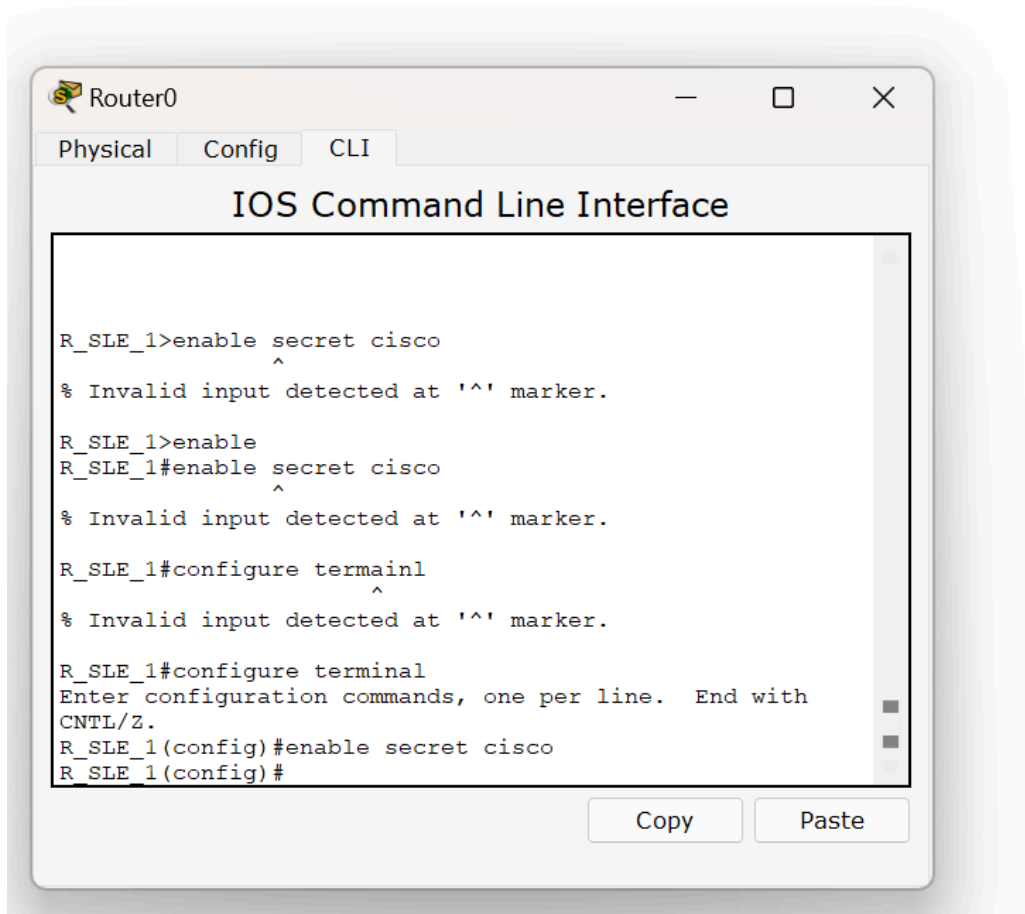 Router0
Physical Config CLI
IOS Command Line Interface
R_SLE_1>enable secret cisco
^
% Invalid input detected at '^' marker.
R_SLE_1>enable
R_SLE_1#enable secret cisco
^
% Invalid input detected at '^' marker.
R_SLE_1#configure termainl
^
% Invalid input detected at '^' marker.
R_SLE_1#configure terminal
Enter configuration commands, one per line.  End with
CNTL/Z.
R_SLE_1(config)#enable secret cisco
R_SLE_1(config)#
Copy Paste